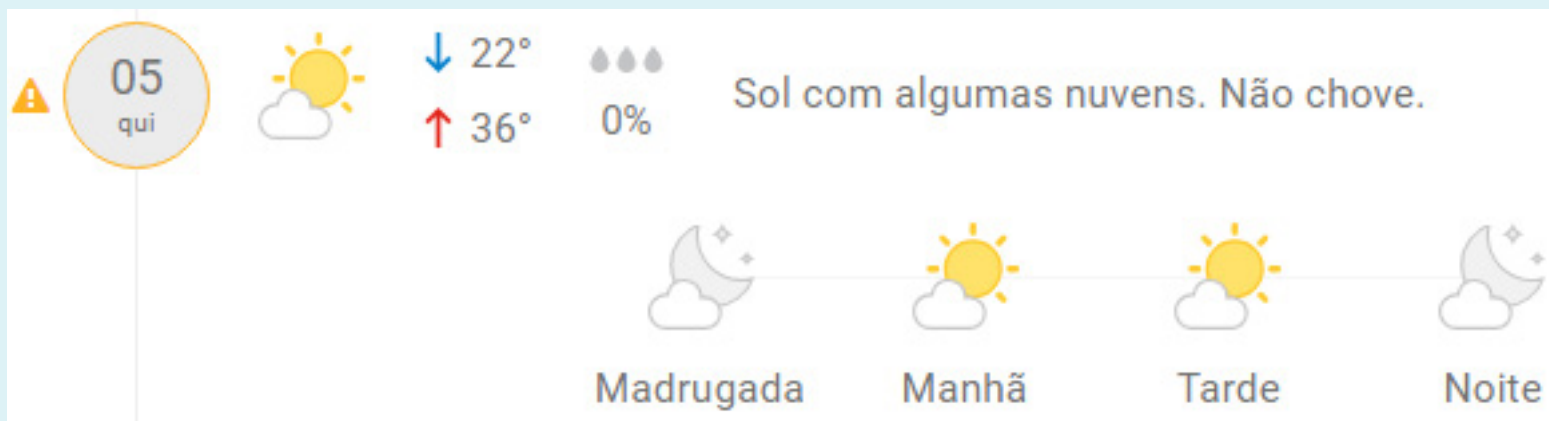 05
qui
22°
36°
0%
Sol com algumas nuvens. Não chove.
Madrugada
Manhã
Tarde
Noite